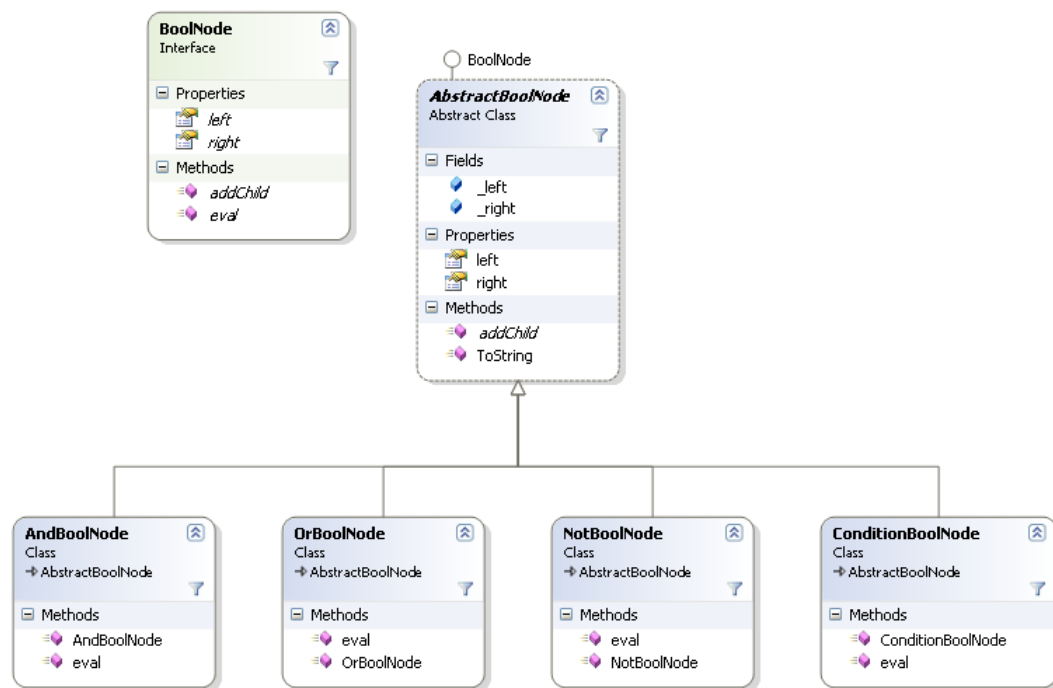 BoolNode
Interface
Properties
left
right
Methods
addChild
eval
BoolNode
AbstractBoolNode
Abstract Class
Fields
_left
_right
Properties
left
right
Methods
addChild
ToString
AndBoolNode
Class
AbstractBoolNode
Methods
AndBoolNode
eval
OrBoolNode
Class
AbstractBoolNode
Methods
eval
OrBoolNode
NotBoolNode
Class
AbstractBoolNode
Methods
eval
NotBoolNode
ConditionBoolNode
Class
AbstractBoolNode
Methods
ConditionBoolNode
eval